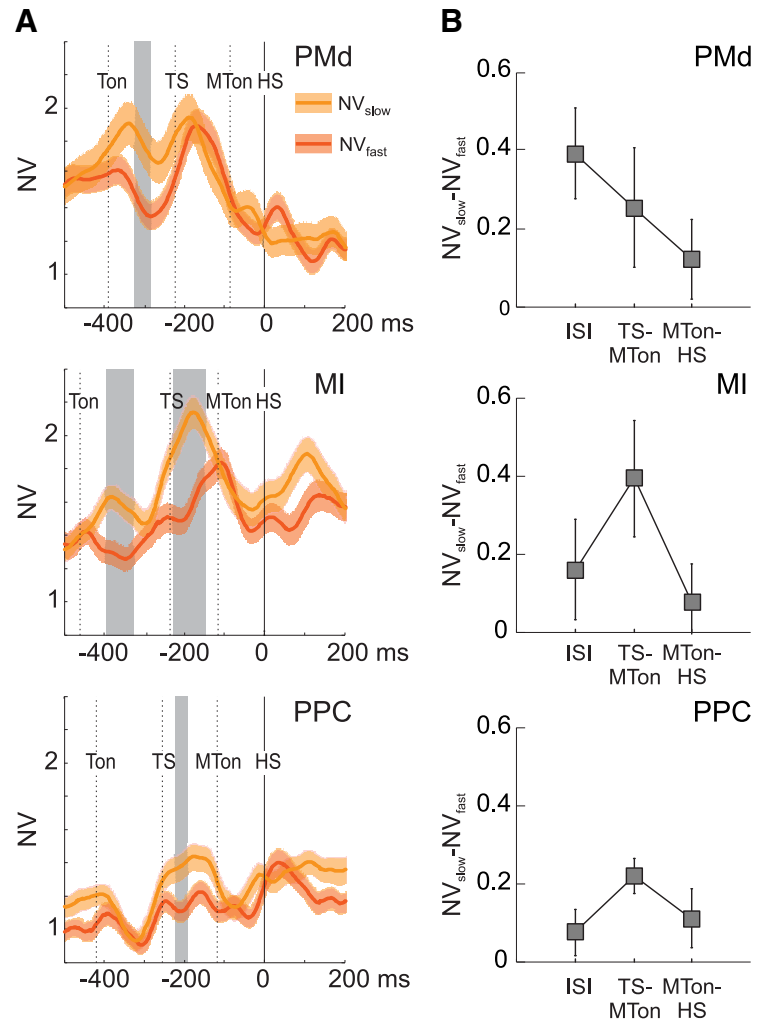 A
PMd
Ton TS MTon HS
NVslow
NVfast
2
1
NV
-400 -200 0 200 ms
MI
Ton TS MTon HS
2
1
NV
-400 -200 0 200 ms
PPC
Ton TS MTon HS
2
1
NV
-400 -200 0 200 ms
B
PMd
0.6
0.4
0.2
0
NVslow-NVfast
ISI TS-MTon MTon-HS
MI
0.6
0.4
0.2
0
NVslow-NVfast
ISI TS-MTon MTon-HS
PPC
0.6
0.4
0.2
0
NVslow-NVfast
ISI TS-MTon MTon-HS